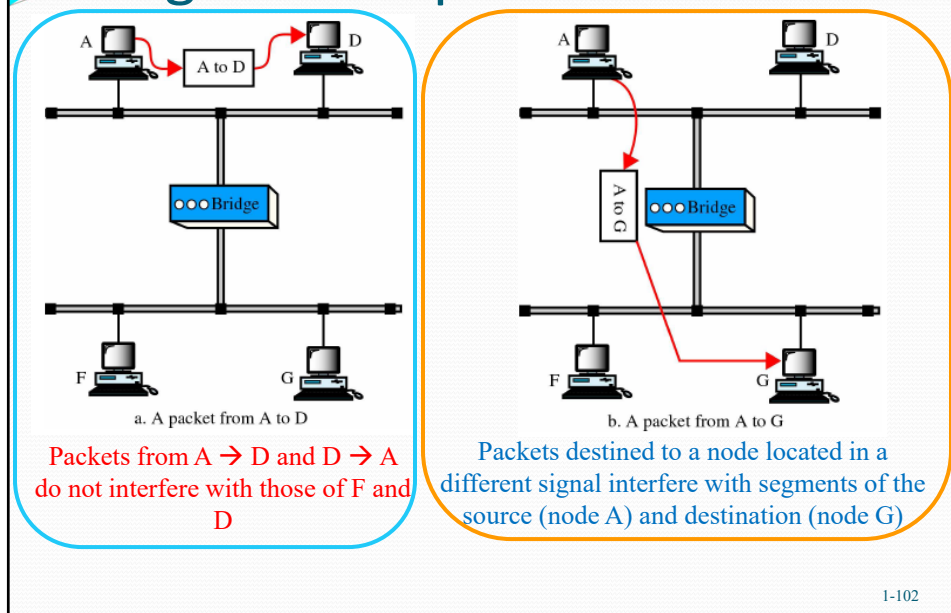 A
A to D
D
Bridge
F
G
a. A packet from A to D
Packets from A → D and D → A
do not interfere with those of F and
D
A
D
A to G
Bridge
F
G
b. A packet from A to G
Packets destined to a node located in a
different signal interfere with segments of the
source (node A) and destination (node G)
1-102